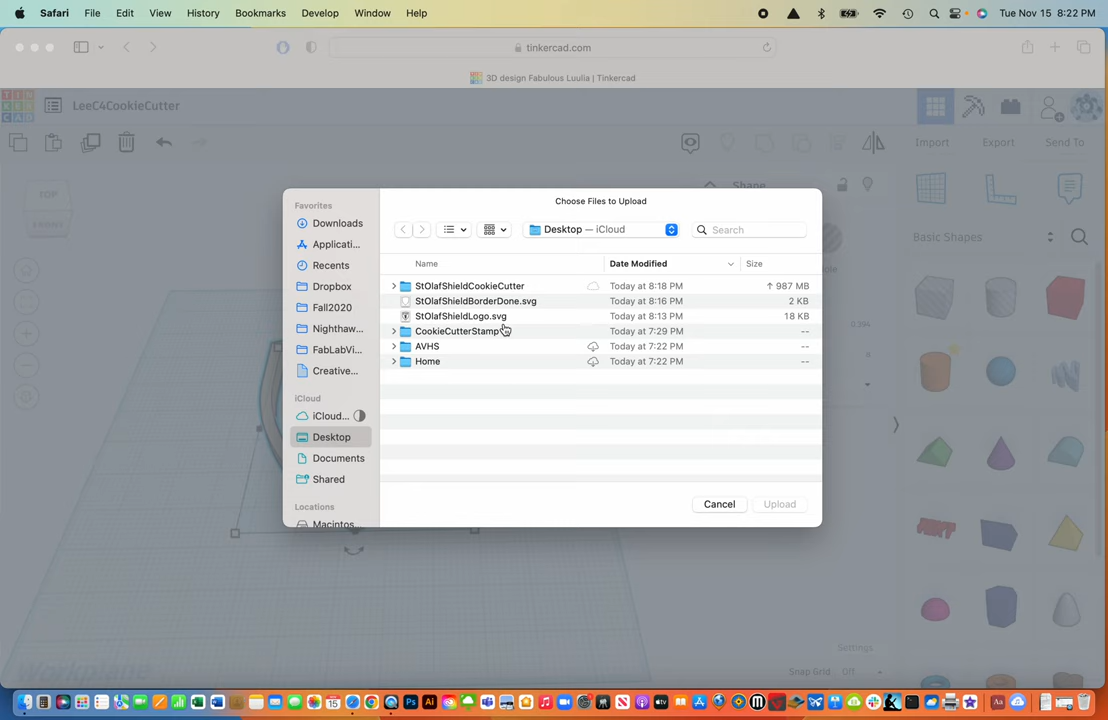 Safari File Edit View History Bookmarks Develop Window Help Tue Nov 15 8:22 PM
tinkercad.com
3D design Fabulous Luulia | Tinkercad
LeeC4CookieCutter
Import Export Send To
TOP
FRONT
Shape
Basic Shapes
0.394
Choose Files to Upload
Favorites
Downloads
Applicati...
Recents
Dropbox
Fall2020
Nighthaw...
FabLabVi...
Creative...
iCloud
iCloud...
Desktop
Documents
Shared
Locations
Macintos...
Desktop — iCloud
Search
Name Date Modified Size
StOlafShieldCookieCutter Today at 8:18 PM ↑ 987 MB
StOlafShieldBorderDone.svg Today at 8:16 PM 2 KB
StOlafShieldLogo.svg Today at 8:13 PM 18 KB
CookieCutterStamp Today at 7:29 PM --
AVHS Today at 7:22 PM --
Home Today at 7:22 PM --
Cancel Upload
Settings
Snap Grid Off
Workplane